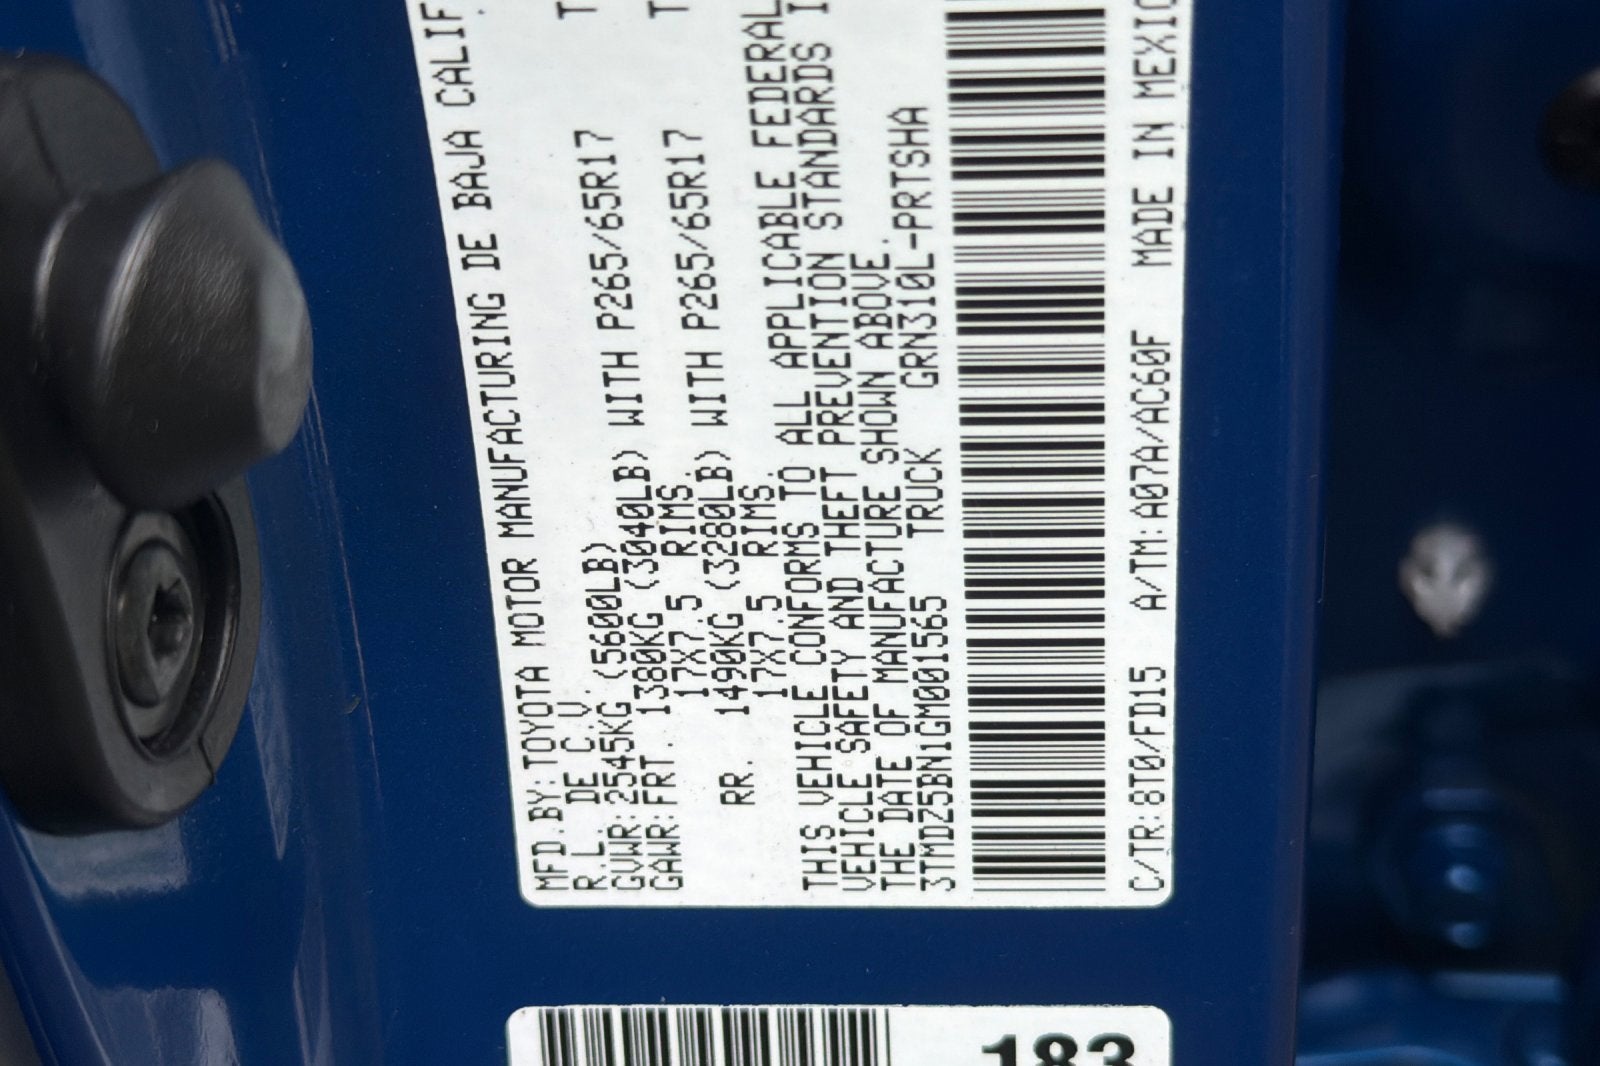 MFD.BY:TOYOTA MOTOR MANUFACTURING DE BAJA CALIF
R.L. DE C.V. T
GVWR:2545KG (5600LB)
GAWR:FRT. 1380KG (3040LB) WITH P265/65R17 T
17X7.5 RIMS.
RR. 1490KG (3280LB) WITH P265/65R17
17X7.5 RIMS.
THIS VEHICLE CONFORMS TO ALL APPLICABLE FEDERAL
VEHICLE SAFETY AND THEFT PREVENTION STANDARDS I
THE DATE OF MANUFACTURE SHOWN ABOVE.
3TMDZ5BN1GM001565 TRUCK GRN310L-PRTSHA
C/TR:8T0/FD15 A/TM:A07A/AC60F MADE IN MEXIC
183